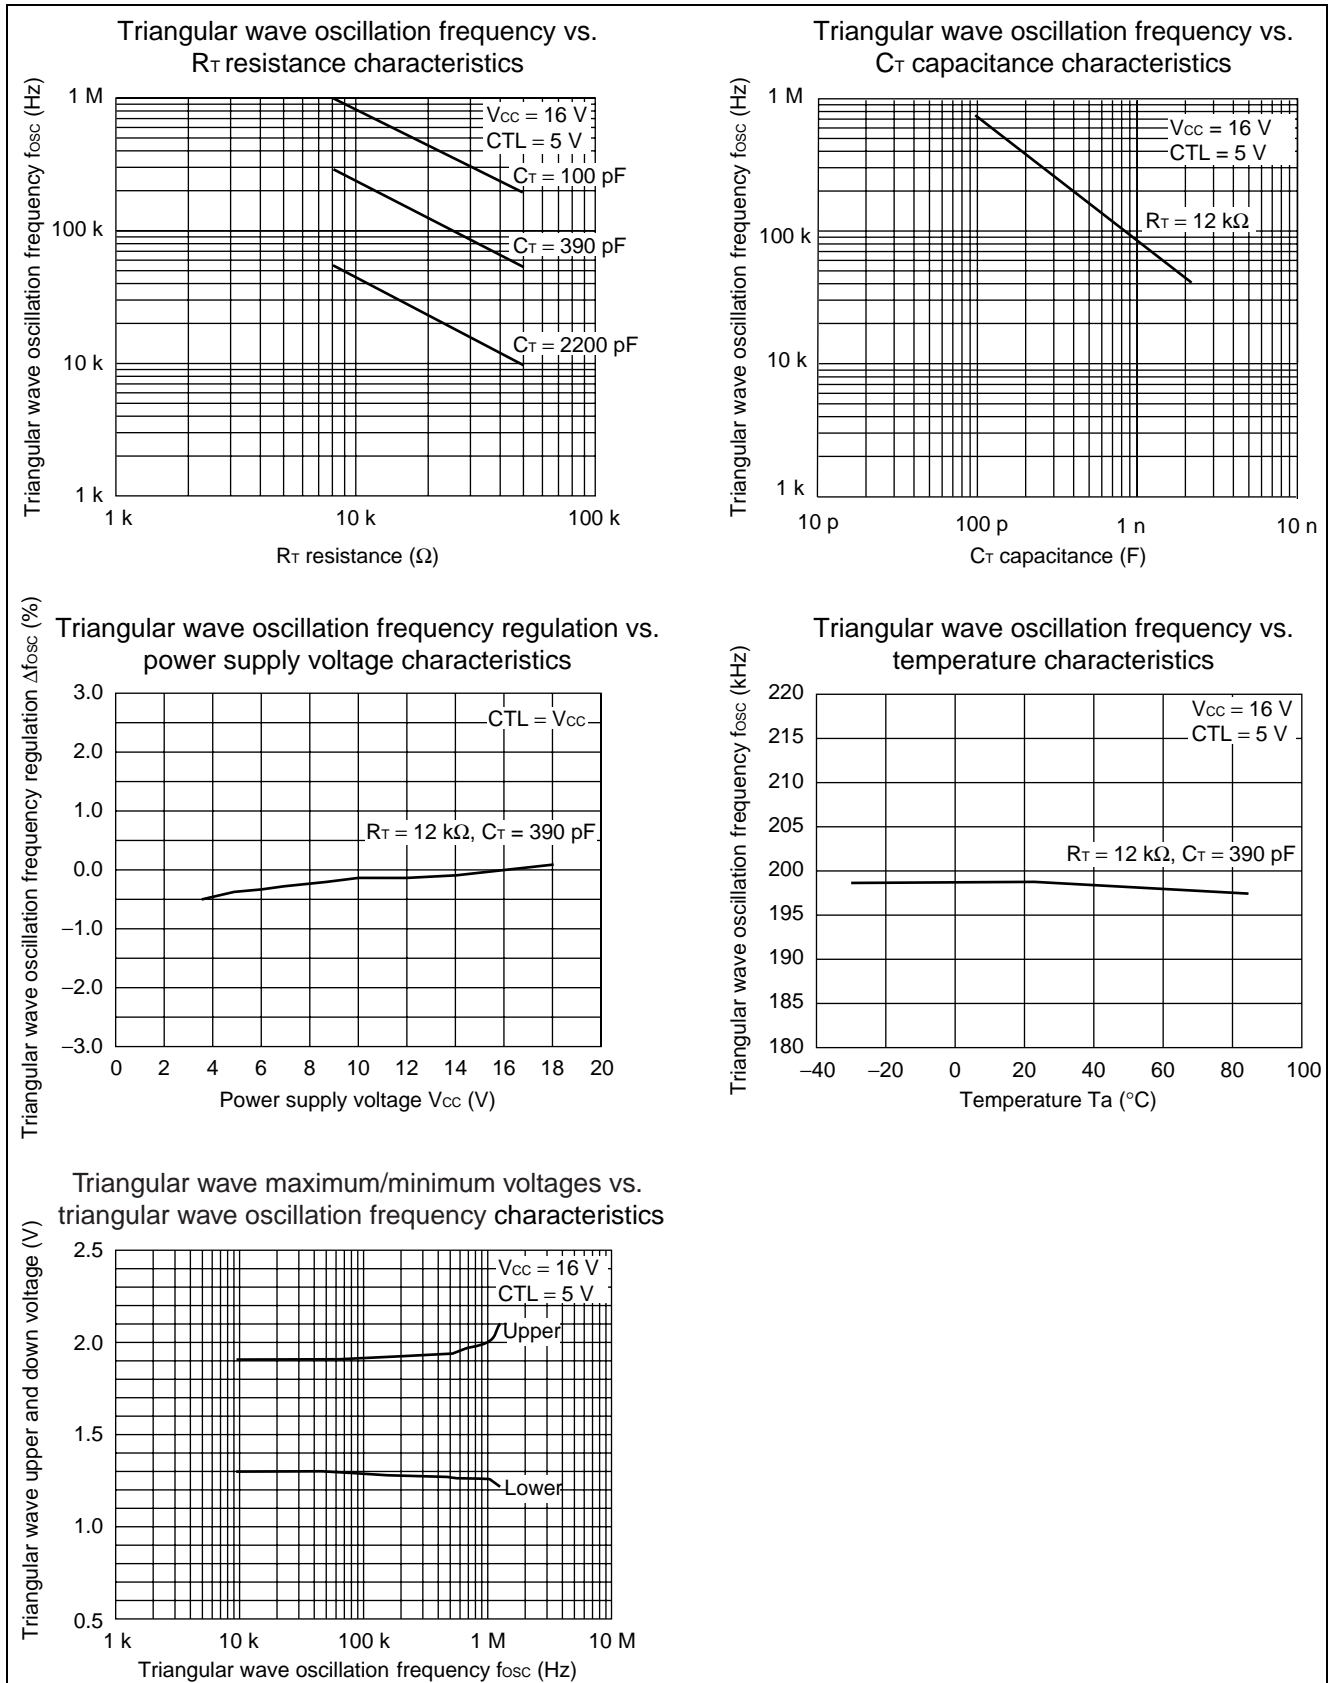 Triangular wave oscillation frequency vs.
RT resistance characteristics
Triangular wave oscillation frequency fosc (Hz)
1 M
100 k
10 k
1 k
VCC = 16 V
CTL = 5 V
CT = 100 pF
CT = 390 pF
CT = 2200 pF
1 k 10 k 100 k
RT resistance (Ω)
Triangular wave oscillation frequency vs.
CT capacitance characteristics
Triangular wave oscillation frequency fosc (Hz)
1 M
100 k
10 k
1 k
VCC = 16 V
CTL = 5 V
RT = 12 kΩ
10 p 100 p 1 n 10 n
CT capacitance (F)
Triangular wave oscillation frequency regulation vs.
power supply voltage characteristics
Triangular wave oscillation frequency regulation Δfosc (%)
3.0
2.0
1.0
0.0
−1.0
−2.0
−3.0
CTL = VCC
RT = 12 kΩ, CT = 390 pF
0 2 4 6 8 10 12 14 16 18 20
Power supply voltage VCC (V)
Triangular wave oscillation frequency vs.
temperature characteristics
Triangular wave oscillation frequency fosc (kHz)
220
215
210
205
200
195
190
185
180
VCC = 16 V
CTL = 5 V
RT = 12 kΩ, CT = 390 pF
−40 −20 0 20 40 60 80 100
Temperature Ta (°C)
Triangular wave maximum/minimum voltages vs.
triangular wave oscillation frequency characteristics
Triangular wave upper and down voltage (V)
2.5
2.0
1.5
1.0
0.5
VCC = 16 V
CTL = 5 V
Upper
Lower
1 k 10 k 100 k 1 M 10 M
Triangular wave oscillation frequency fosc (Hz)